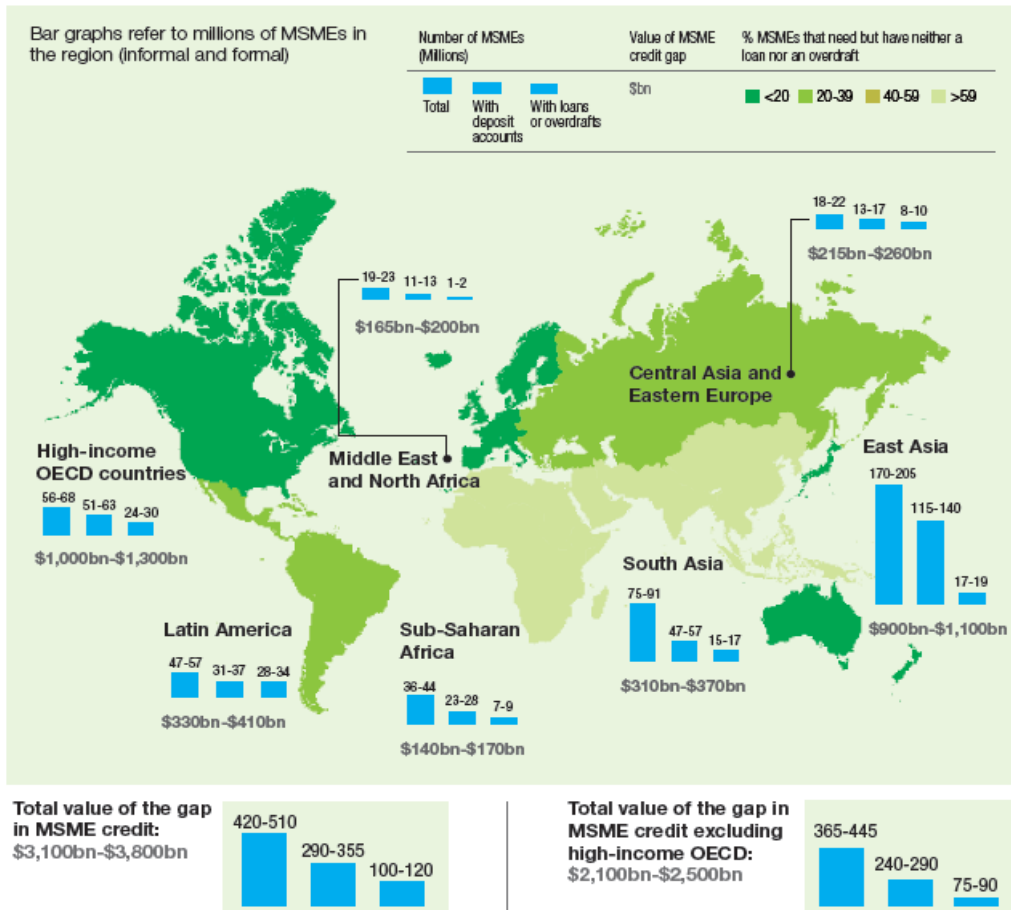 Bar graphs refer to millions of MSMEs in
the region (informal and formal)
Number of MSMEs
(Millions)
Total
With
deposit
accounts
With loans
or overdrafts
Value of MSME
credit gap
$bn
% MSMEs that need but have neither a
loan nor an overdraft
<20 20-39 40-59 >59
18-22 13-17 8-10
$215bn-$260bn
19-23 11-13 1-2
$165bn-$200bn
Central Asia and
Eastern Europe
High-income
OECD countries
56-68 51-63 24-30
$1,000bn-$1,300bn
Middle East
and North Africa
East Asia
170-205
115-140
17-19
$900bn-$1,100bn
South Asia
75-91
47-57 15-17
$310bn-$370bn
Latin America
47-57 31-37 28-34
$330bn-$410bn
Sub-Saharan
Africa
36-44 23-28 7-9
$140bn-$170bn
Total value of the gap
in MSME credit:
$3,100bn-$3,800bn
420-510
290-355
100-120
Total value of the gap in
MSME credit excluding
high-income OECD:
$2,100bn-$2,500bn
365-445
240-290
75-90